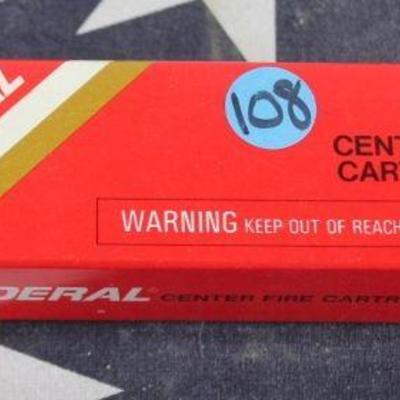 L
108
CENT
CART
WARNING KEEP OUT OF REACH
DERAL® CENTER FIRE CARTR